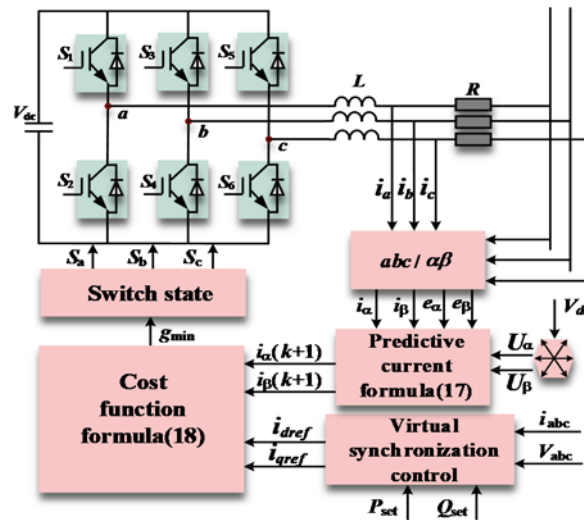 S1 S3 S5
Vdc
a
b
c
L
R
S2 S4 S6
ia ib ic
Sa Sb Sc
abc / αβ
Switch state
iα iβ eα eβ
Vd
gmin
Cost
function
formula(18)
iα(k+1)
iβ(k+1)
Predictive
current
formula(17)
Uα
Uβ
idref
iqref
Virtual
synchronization
control
iabc
Vabc
Pset Qset